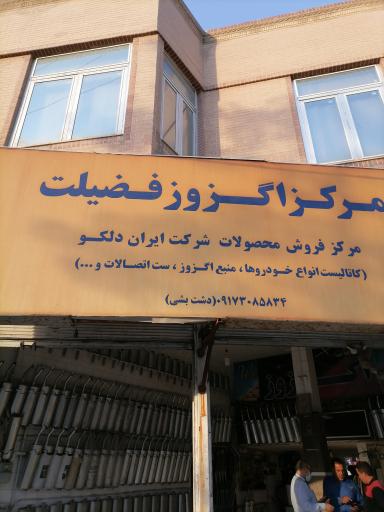 مرکز اگزوز فضیلت
مرکز فروش محصولات شرکت ایران دلکو
(کاتالیست انواع خودروها ، منبع اگزوز ، ست اتصالات و ...)
۰۹۱۷۳۰۸۵۸۳۴(دشت بشی)